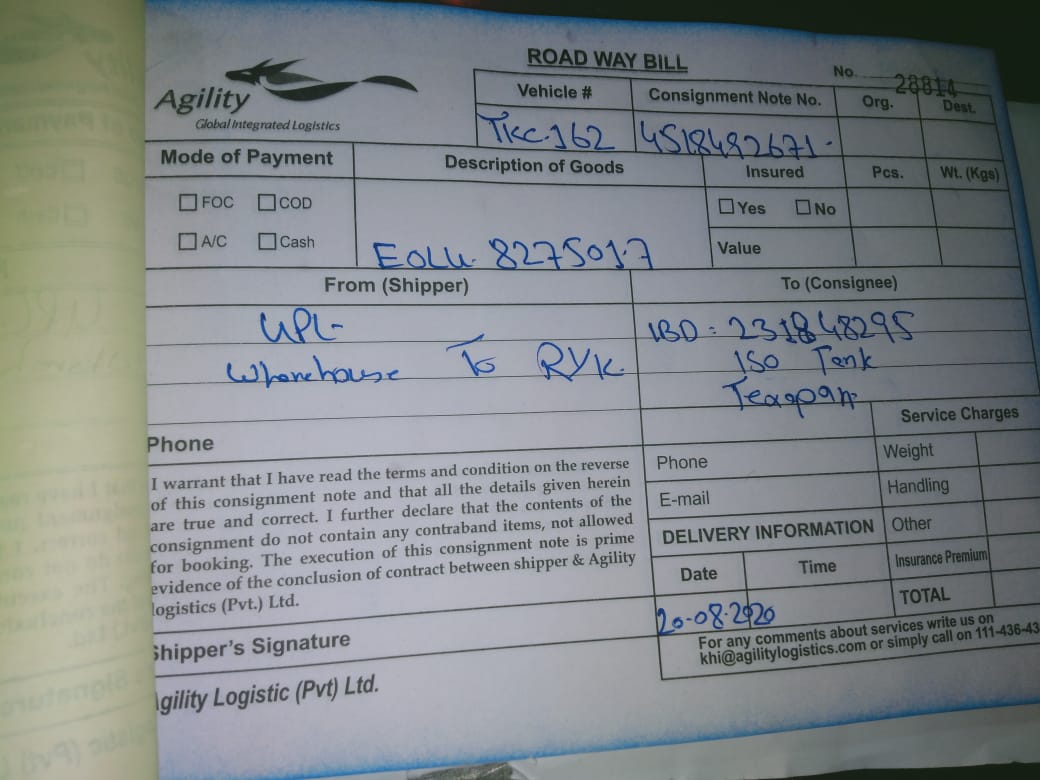 ROAD WAY BILL
No. 28814
Agility
Global Integrated Logistics
Vehicle # Consignment Note No. Org. Dest.
TKC-162 4518492671-
Mode of Payment Description of Goods Insured Pcs. Wt. (Kgs)
FOC COD Yes No
A/C Cash Value
EOLU 827501-7
From (Shipper) To (Consignee)
UPL- IBD: 231848295
Wharehouse To RYK. ISO Tank
Phone
Service Charges
Phone Weight
E-mail Handling
DELIVERY INFORMATION Other
Date Time Insurance Premium
20-08-2020 TOTAL
I warrant that I have read the terms and condition on the reverse
of this consignment note and that all the details given herein
are true and correct. I further declare that the contents of the
consignment do not contain any contraband items, not allowed
for booking. The execution of this consignment note is prime
evidence of the conclusion of contract between shipper & Agility
logistics (Pvt.) Ltd.
Shipper's Signature
Agility Logistic (Pvt) Ltd.
For any comments about services write us on
khi@agilitylogistics.com or simply call on 111-436-43